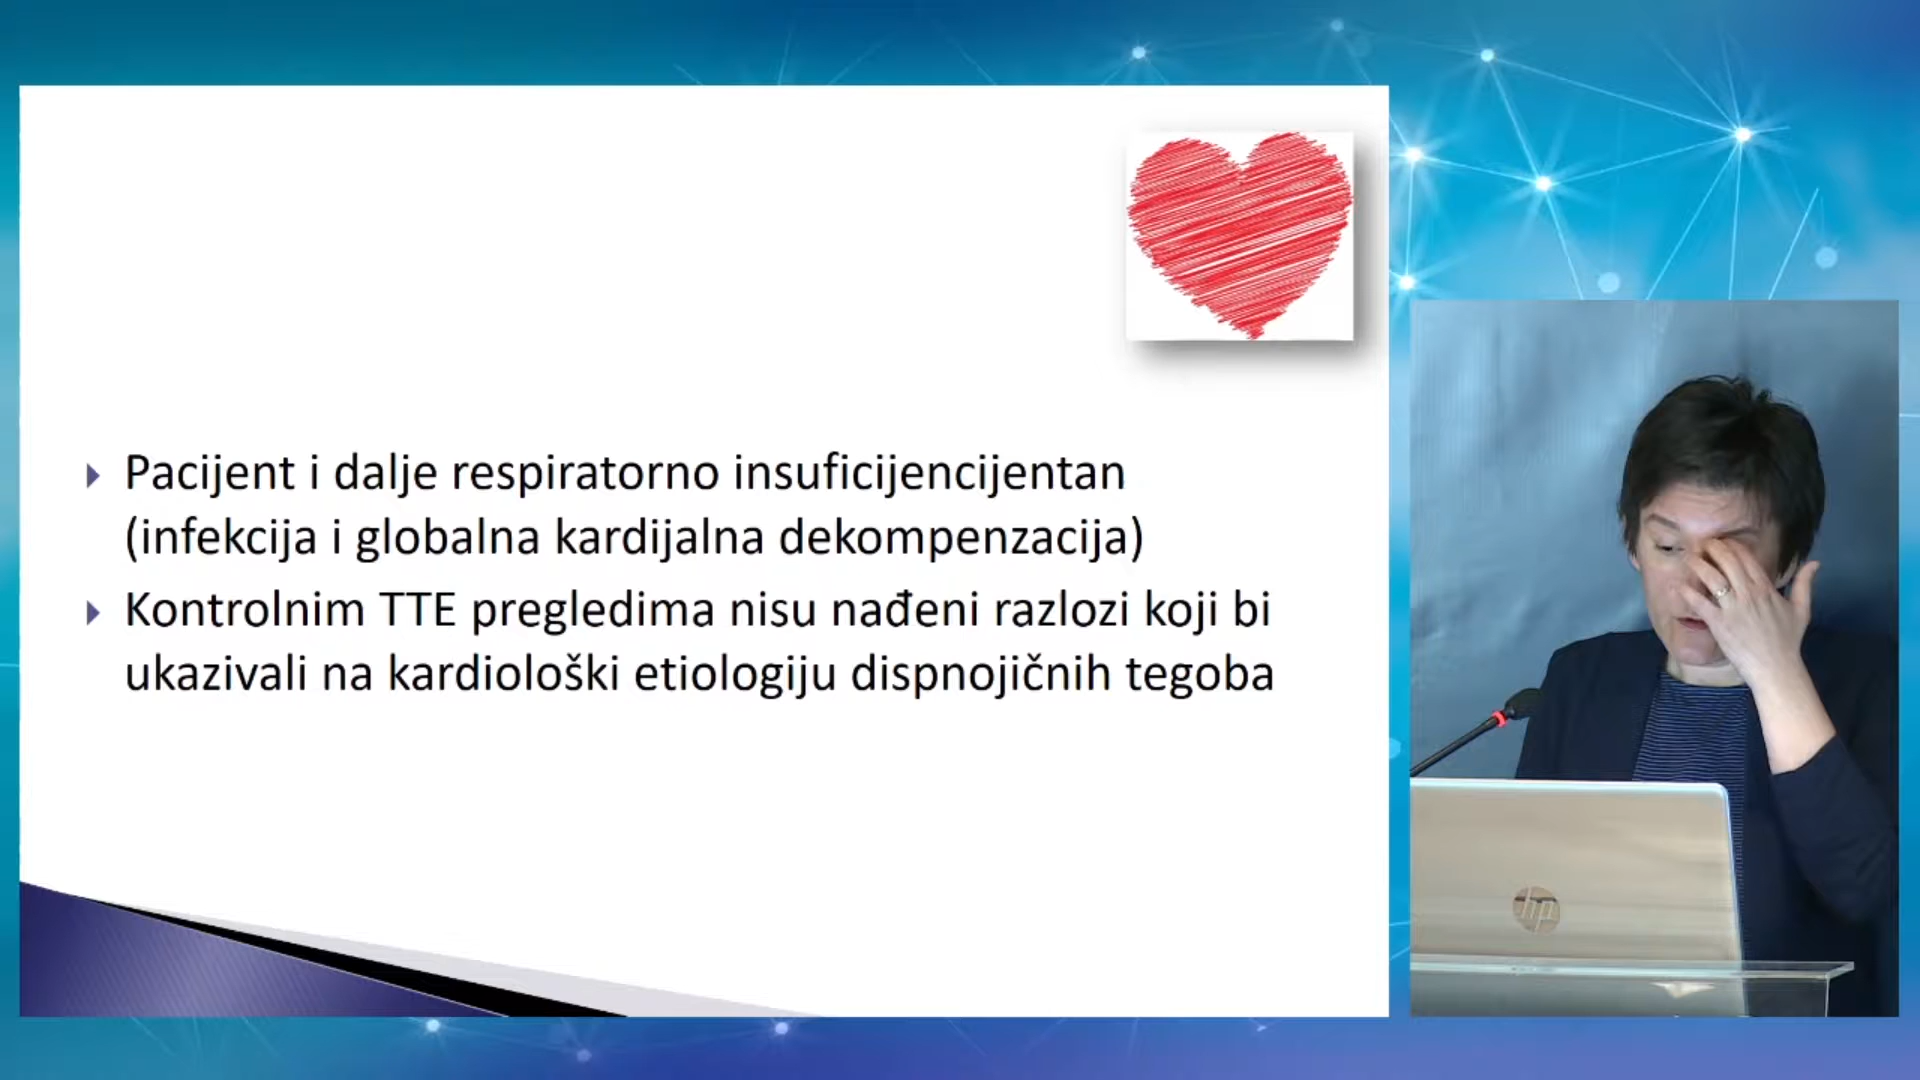 Pacijent i dalje respiratorno insuficijencijentan
(infekcija i globalna kardijalna dekompenzacija)
Kontrolnim TTE pregledima nisu nađeni razlozi koji bi
ukazivali na kardiološki etiologiju dispnojičnih tegoba
hp